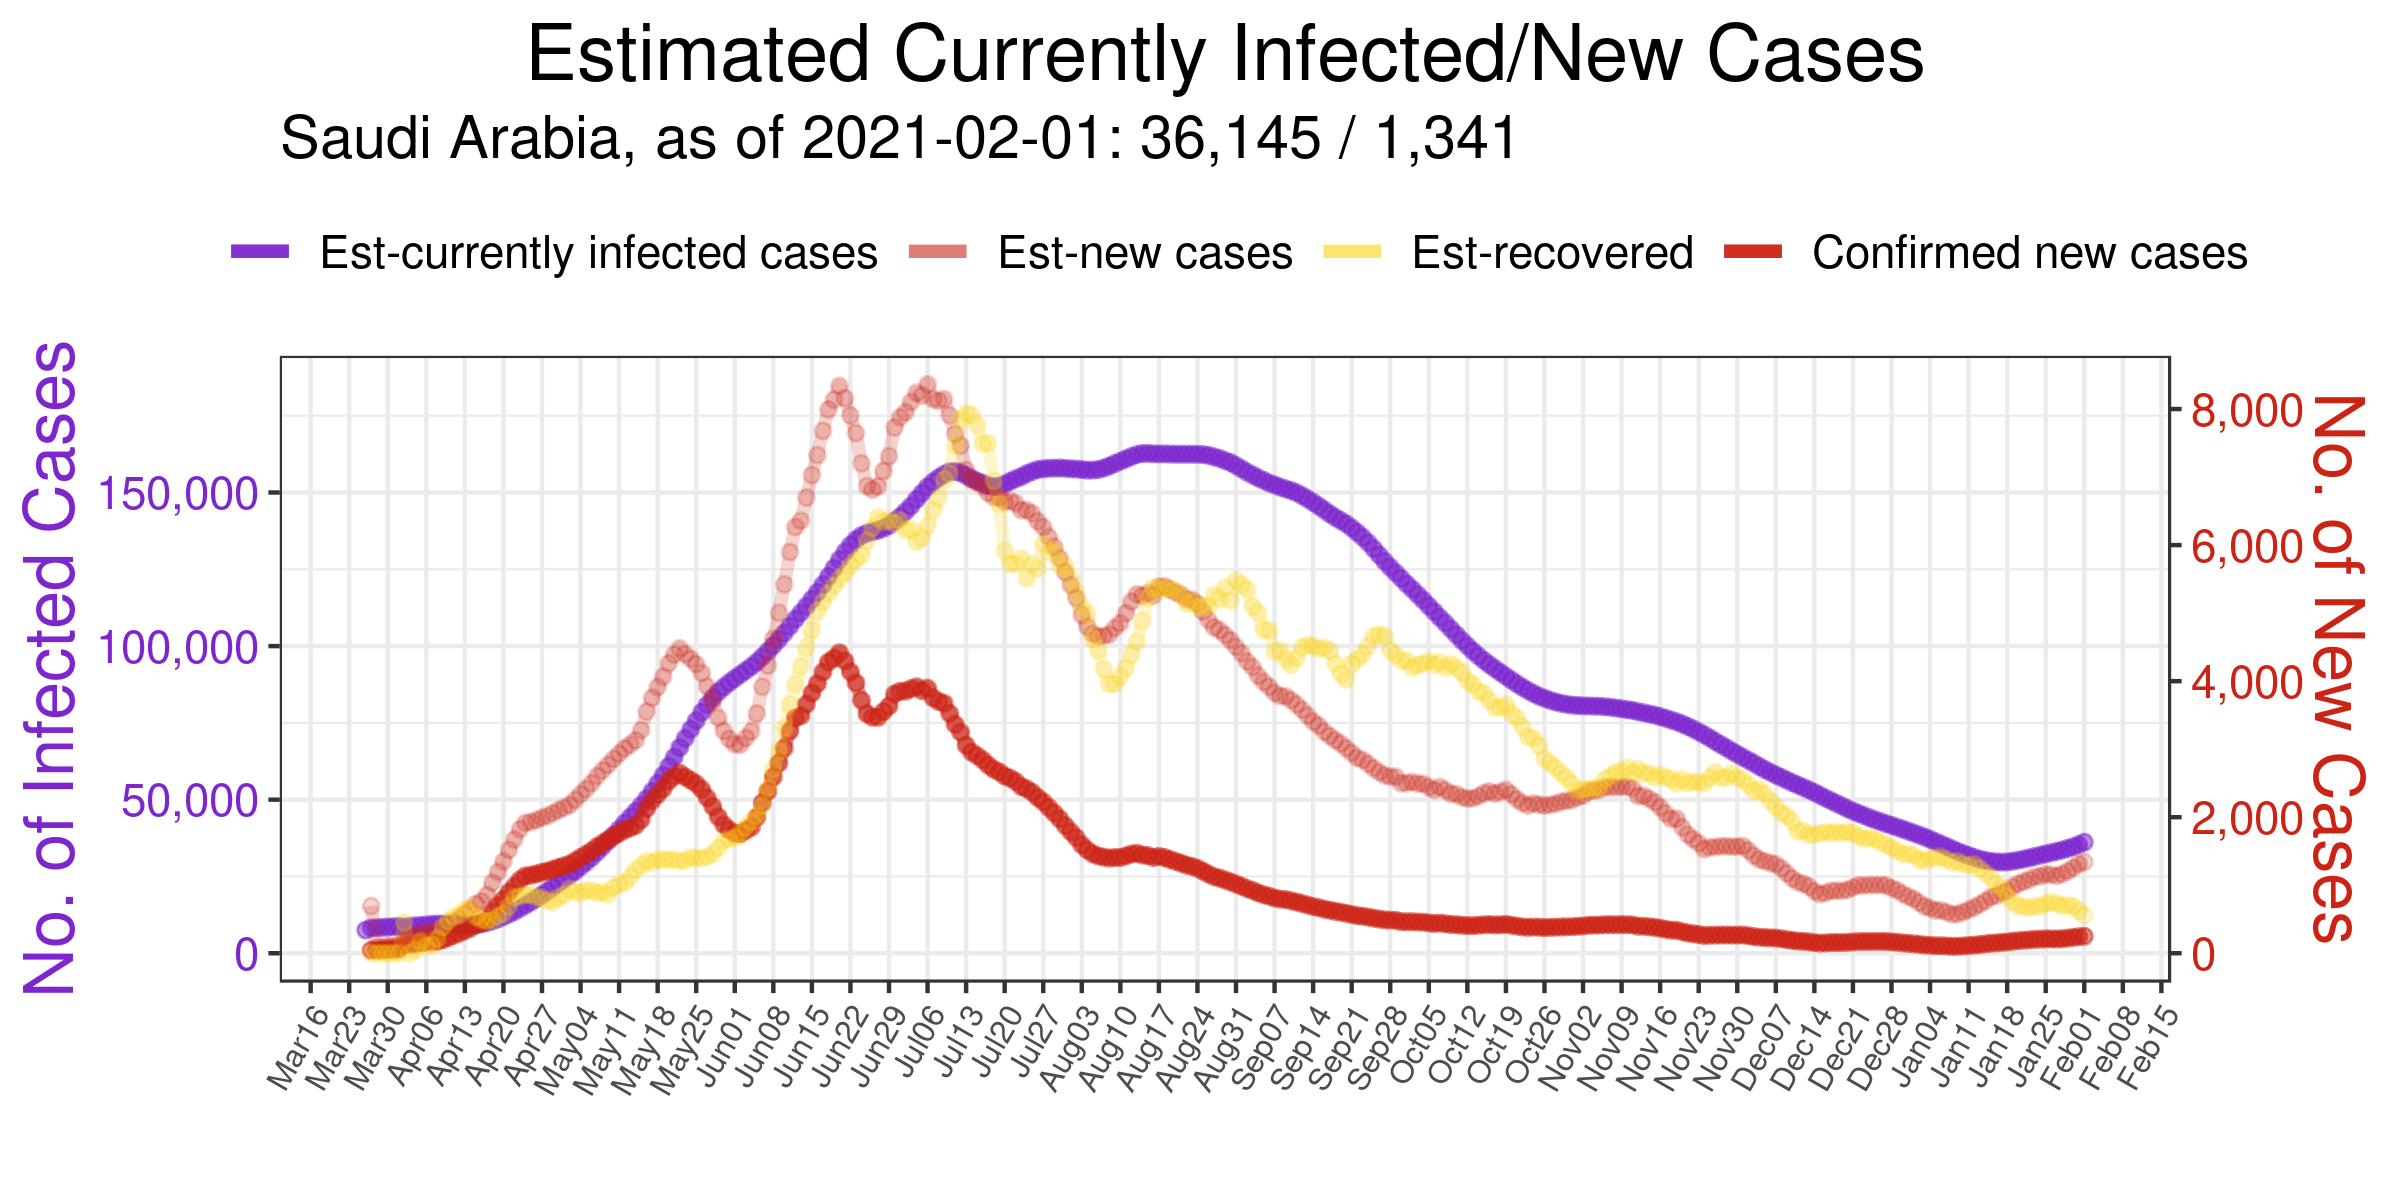 Estimated Currently Infected/New Cases
Saudi Arabia, as of 2021-02-01: 36,145 / 1,341
Est-currently infected cases Est-new cases Est-recovered Confirmed new cases
No. of Infected Cases
150,000
100,000
50,000
0
8,000
6,000
4,000
2,000
0
No. of New Cases
Mar16 Mar23 Mar30 Apr06 Apr13 Apr20 Apr27 May04 May11 May18 May25 Jun01 Jun08 Jun15 Jun22 Jun29 Jul06 Jul13 Jul20 Jul27 Aug03 Aug10 Aug17 Aug24 Aug31 Sep07 Sep14 Sep21 Sep28 Oct05 Oct12 Oct19 Oct26 Nov02 Nov09 Nov16 Nov23 Nov30 Dec07 Dec14 Dec21 Dec28 Jan04 Jan11 Jan18 Jan25 Feb01 Feb08 Feb15